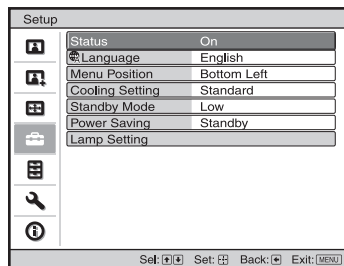 Setup
Status On
Language English
Menu Position Bottom Left
Cooling Setting Standard
Standby Mode Low
Power Saving Standby
Lamp Setting
Sel: Set: Back: Exit: MENU